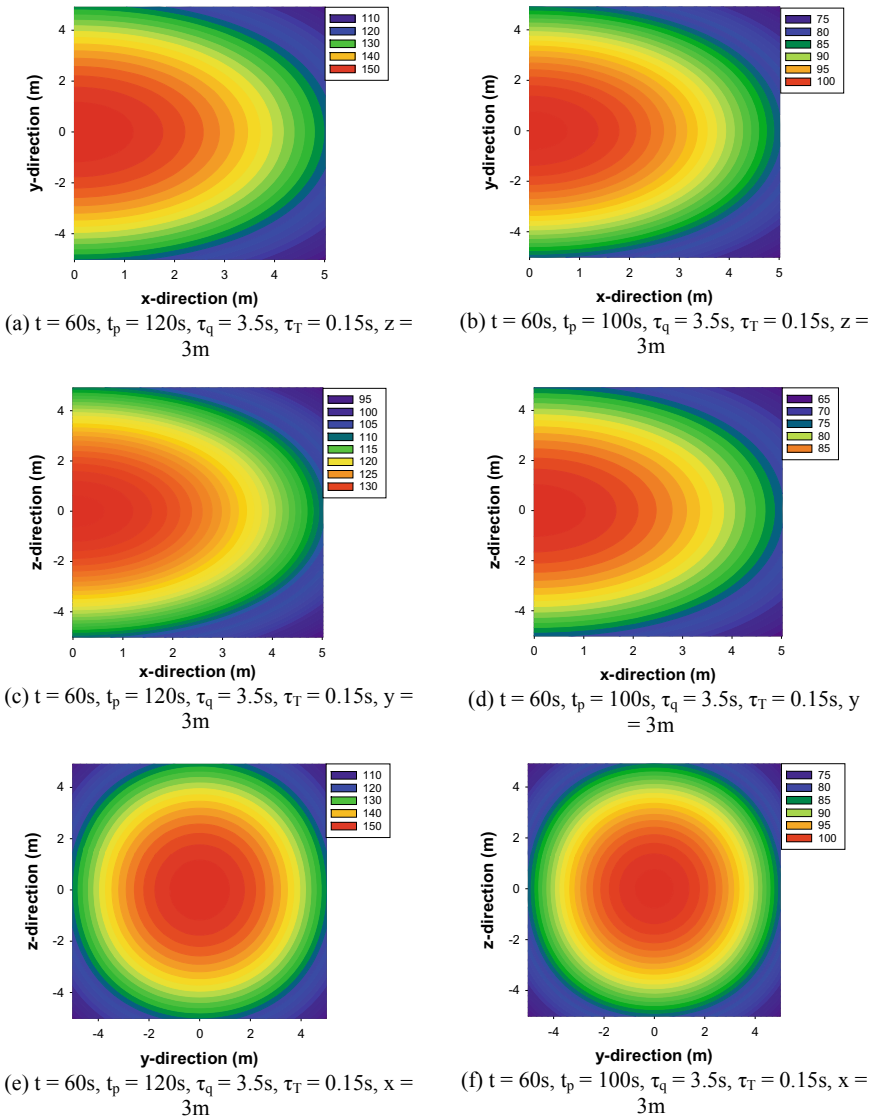 110
120
130
140
150
4
2
0
-2
-4
y-direction (m)
0 1 2 3 4 5
x-direction (m)
(a) t = 60s, tp = 120s, τq = 3.5s, τT = 0.15s, z =
3m
75
80
85
90
95
100
4
2
0
-2
-4
y-direction (m)
0 1 2 3 4 5
x-direction (m)
(b) t = 60s, tp = 100s, τq = 3.5s, τT = 0.15s, z =
3m
95
100
105
110
115
120
125
130
4
2
0
-2
-4
z-direction (m)
0 1 2 3 4 5
x-direction (m)
(c) t = 60s, tp = 120s, τq = 3.5s, τT = 0.15s, y =
3m
65
70
75
80
85
4
2
0
-2
-4
z-direction (m)
0 1 2 3 4 5
x-direction (m)
(d) t = 60s, tp = 100s, τq = 3.5s, τT = 0.15s, y
= 3m
110
120
130
140
150
4
2
0
-2
-4
z-direction (m)
-4 -2 0 2 4
y-direction (m)
(e) t = 60s, tp = 120s, τq = 3.5s, τT = 0.15s, x =
3m
75
80
85
90
95
100
4
2
0
-2
-4
z-direction (m)
-4 -2 0 2 4
y-direction (m)
(f) t = 60s, tp = 100s, τq = 3.5s, τT = 0.15s, x =
3m